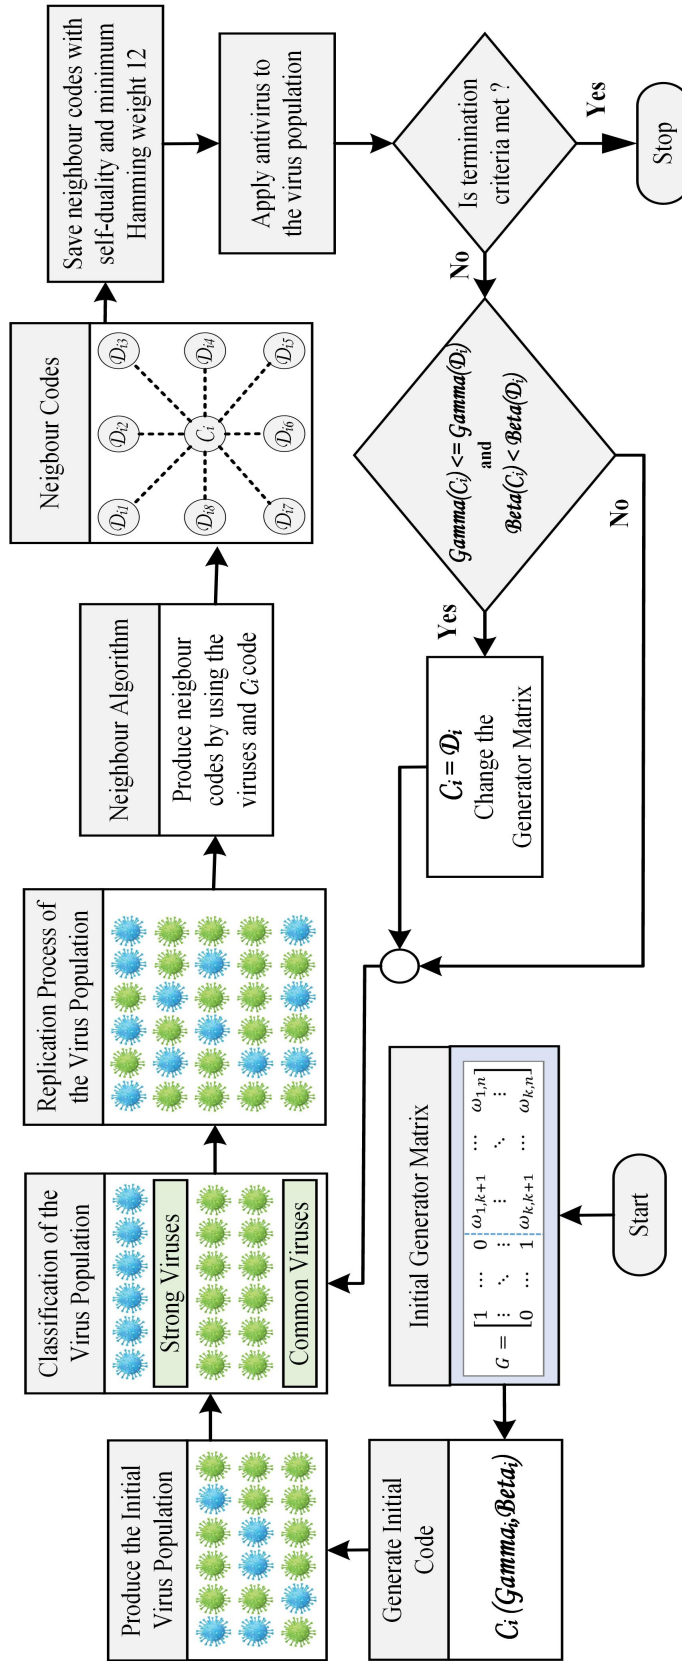 Start
Initial Generator Matrix
G = [1 ⋯ 0 ω1,k+1 ⋯ ω1,n
⋮ ⋱ ⋮ ⋮ ⋱ ⋮
0 ⋯ 1 ωk,k+1 ⋯ ωk,n]
Generate Initial
Code
Ci (Gammai,Betai)
Produce the Initial
Virus Population
Classification of the
Virus Population
Strong Viruses
Common Viruses
Replication Process of
the Virus Population
Neighbour Algorithm
Produce neigbour
codes by using the
viruses and Ci code
Neigbour Codes
Di1
Di2
Di3
Di8
Ci
Di4
Di7
Di6
Di5
Save neighbour codes with
self-duality and minimum
Hamming weight 12
Apply antivirus to
the virus population
Is termination
criteria met ?
Yes
Stop
No
Gamma(Ci) <= Gamma(Di)
and
Beta(Ci) < Beta(Di)
Yes
No
Ci = Di
Change the
Generator Matrix